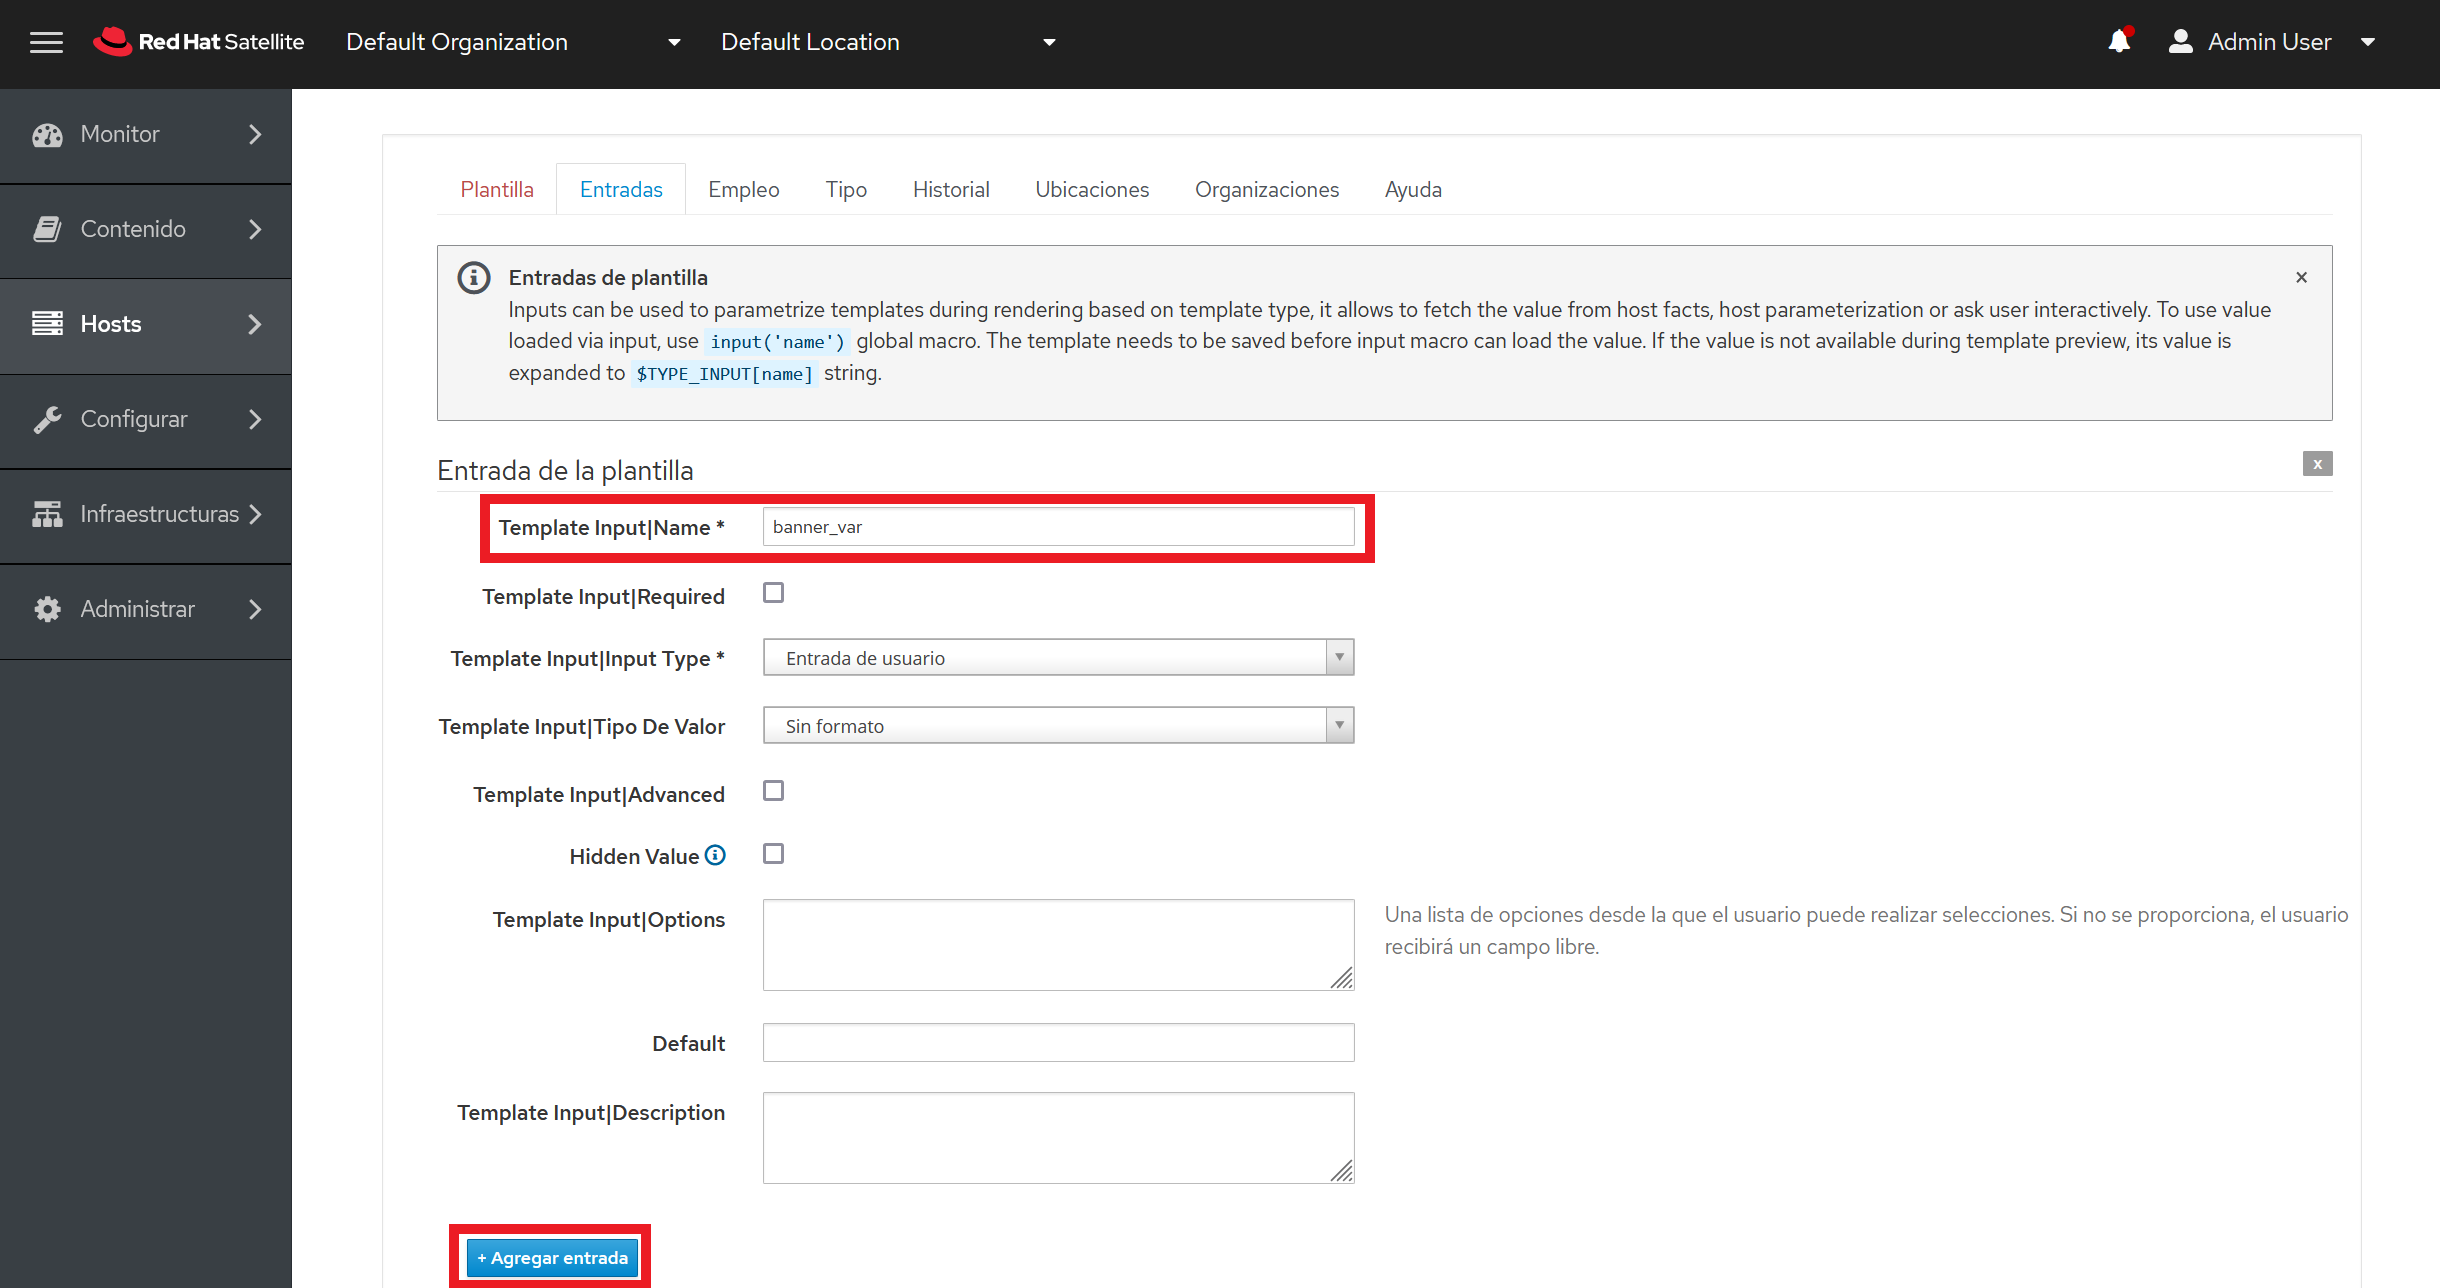 Red Hat Satellite
Default Organization
Default Location
Admin User
Monitor
Contenido
Hosts
Configurar
Infraestructuras
Administrar
Plantilla
Entradas
Empleo
Tipo
Historial
Ubicaciones
Organizaciones
Ayuda
Entradas de plantilla
×
Inputs can be used to parametrize templates during rendering based on template type, it allows to fetch the value from host facts, host parameterization or ask user interactively. To use value
loaded via input, use input('name') global macro. The template needs to be saved before input macro can load the value. If the value is not available during template preview, its value is
expanded to $TYPE_INPUT[name] string.
Entrada de la plantilla
x
Template Input|Name *
banner_var
Template Input|Required
Template Input|Input Type *
Entrada de usuario
Template Input|Tipo De Valor
Sin formato
Template Input|Advanced
Hidden Value
Template Input|Options
Una lista de opciones desde la que el usuario puede realizar selecciones. Si no se proporciona, el usuario
recibirá un campo libre.
Default
Template Input|Description
+ Agregar entrada